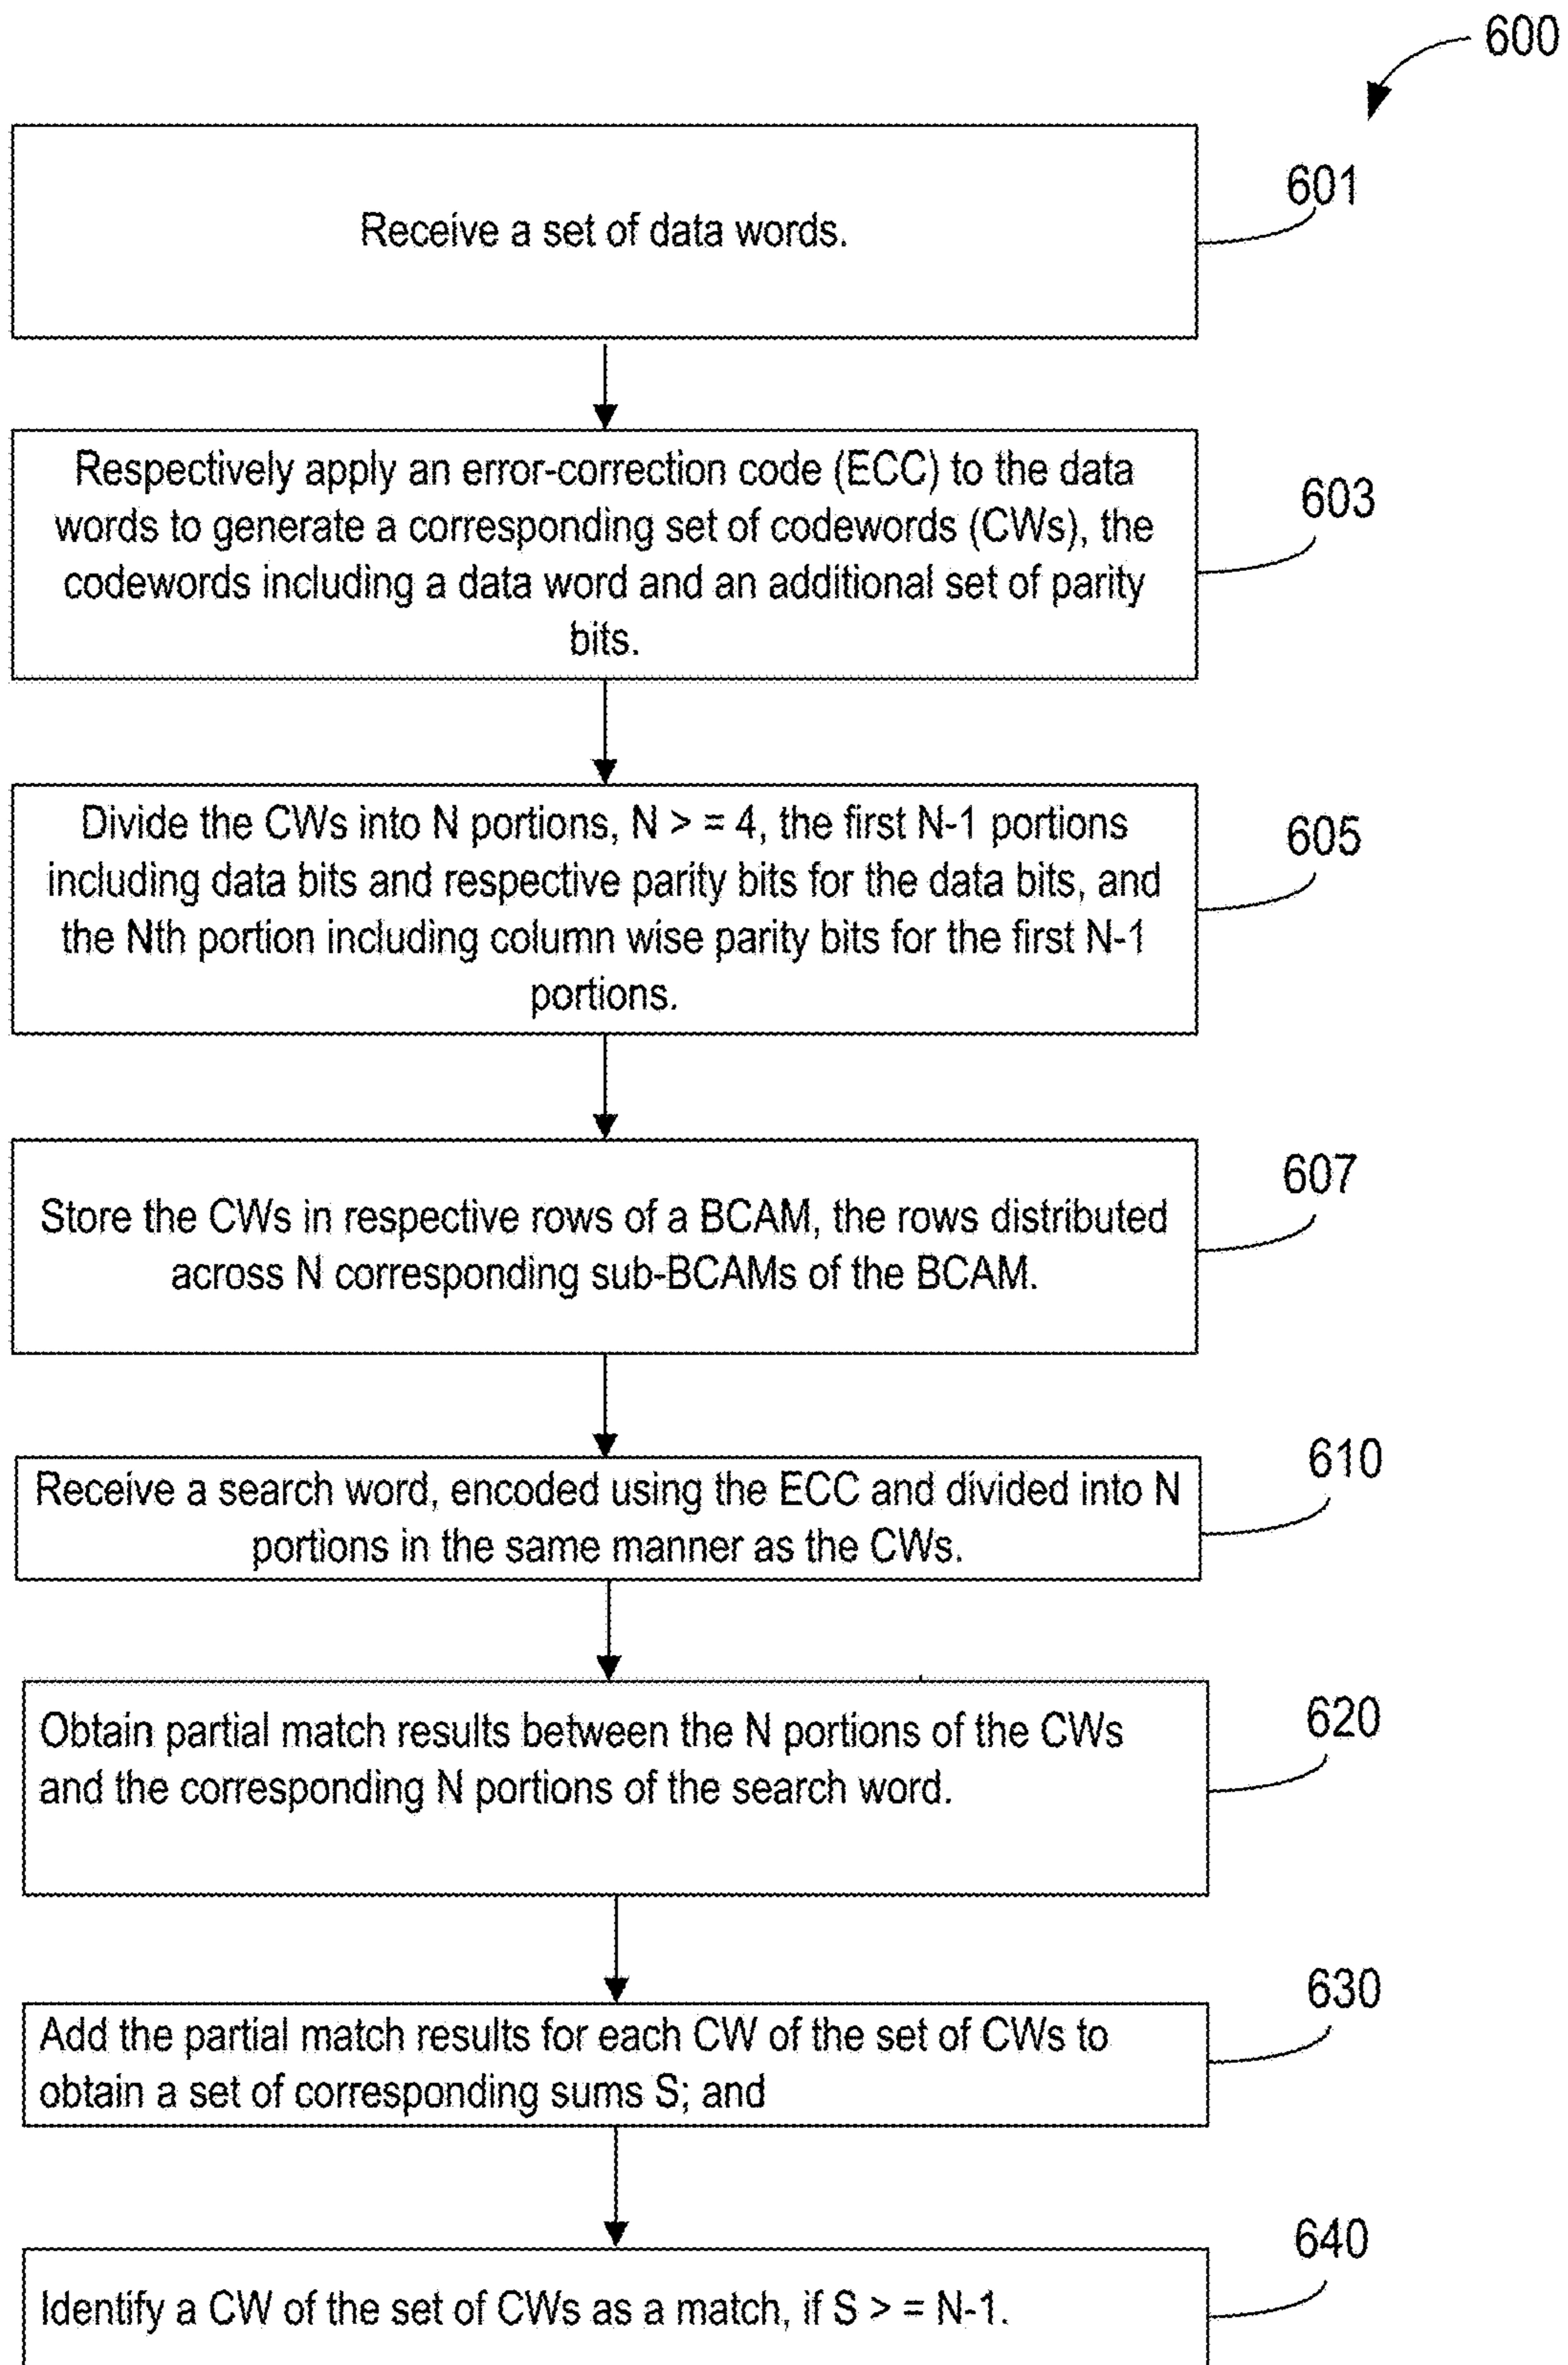 600
Receive a set of data words.
601
Respectively apply an error-correction code (ECC) to the data
words to generate a corresponding set of codewords (CWs), the
codewords including a data word and an additional set of parity
bits.
603
Divide the CWs into N portions, N > = 4, the first N-1 portions
including data bits and respective parity bits for the data bits, and
the Nth portion including column wise parity bits for the first N-1
portions.
605
Store the CWs in respective rows of a BCAM, the rows distributed
across N corresponding sub-BCAMs of the BCAM.
607
Receive a search word, encoded using the ECC and divided into N
portions in the same manner as the CWs.
610
Obtain partial match results between the N portions of the CWs
and the corresponding N portions of the search word.
620
Add the partial match results for each CW of the set of CWs to
obtain a set of corresponding sums S; and
630
Identify a CW of the set of CWs as a match, if S > = N-1.
640